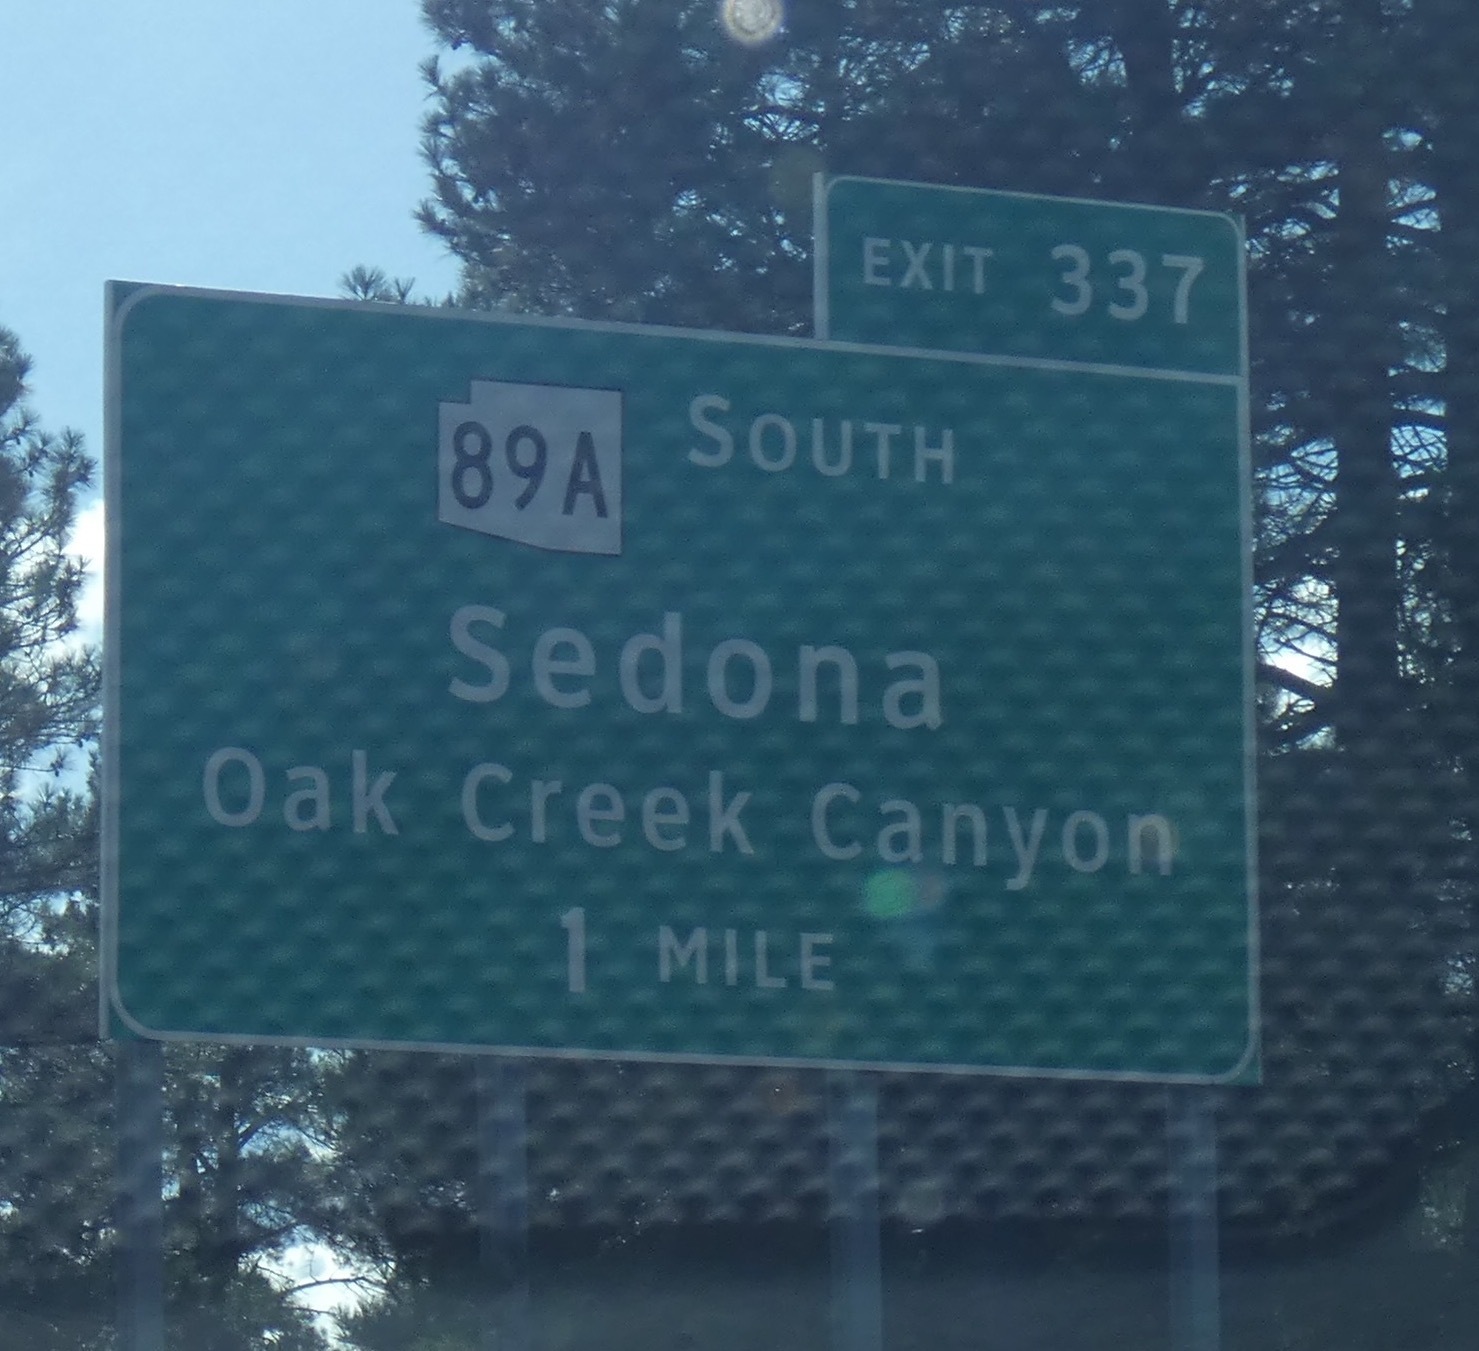 EXIT 337
89A SOUTH
Sedona
Oak Creek Canyon
1 MILE